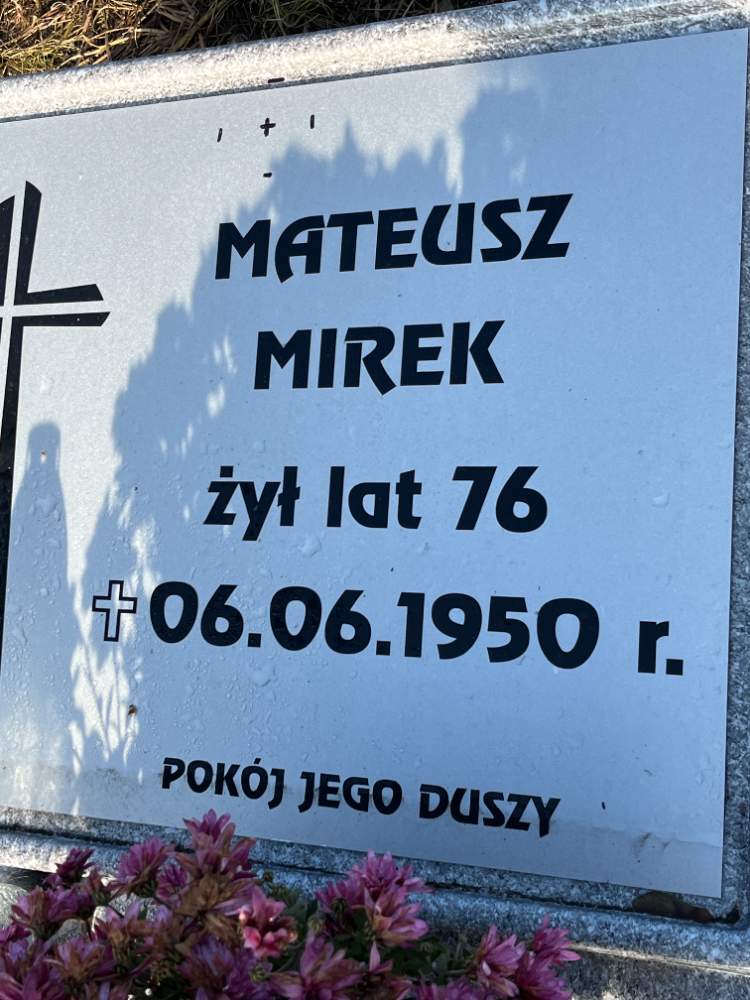 MATEUSZ
MIREK
żył lat 76
✝06.06.1950 r.
POKÓJ JEGO DUSZY